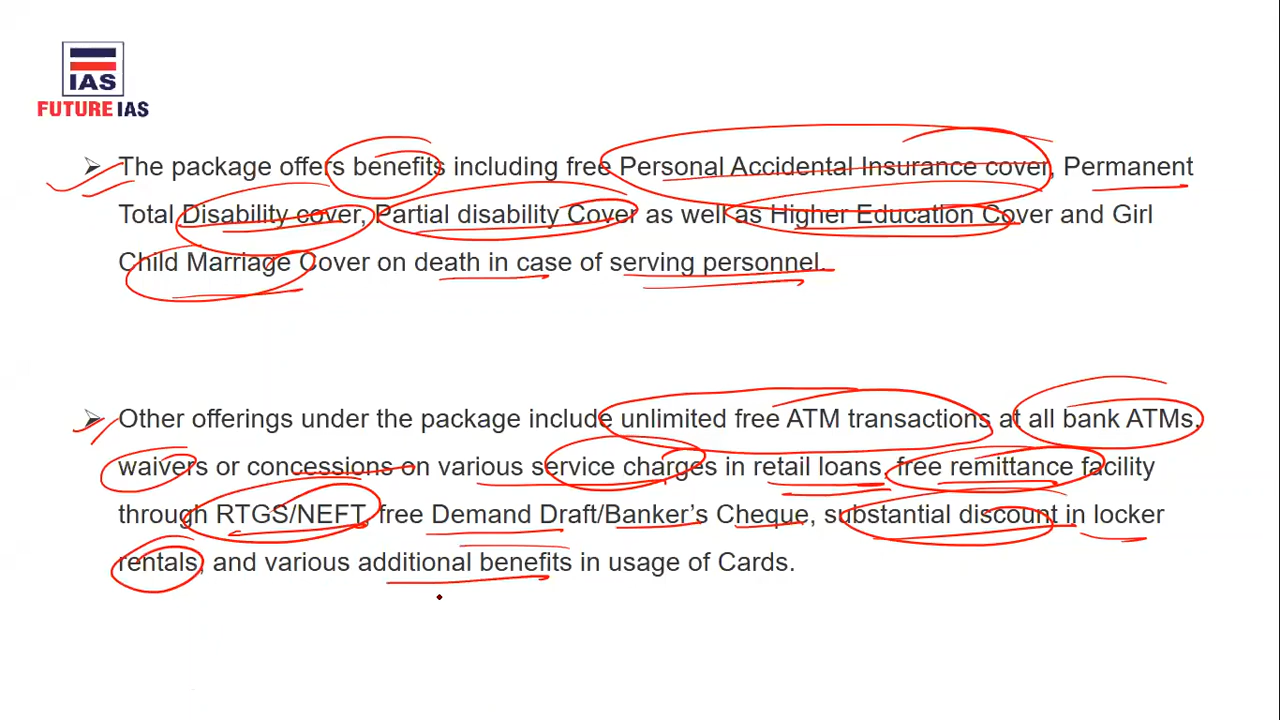 IAS
FUTURE IAS
The package offers benefits including free Personal Accidental Insurance cover, Permanent
Total Disability cover, Partial disability Cover as well as Higher Education Cover and Girl
Child Marriage Cover on death in case of serving personnel.
Other offerings under the package include unlimited free ATM transactions at all bank ATMs,
waivers or concessions on various service charges in retail loans, free remittance facility
through RTGS/NEFT, free Demand Draft/Banker’s Cheque, substantial discount in locker
rentals, and various additional benefits in usage of Cards.